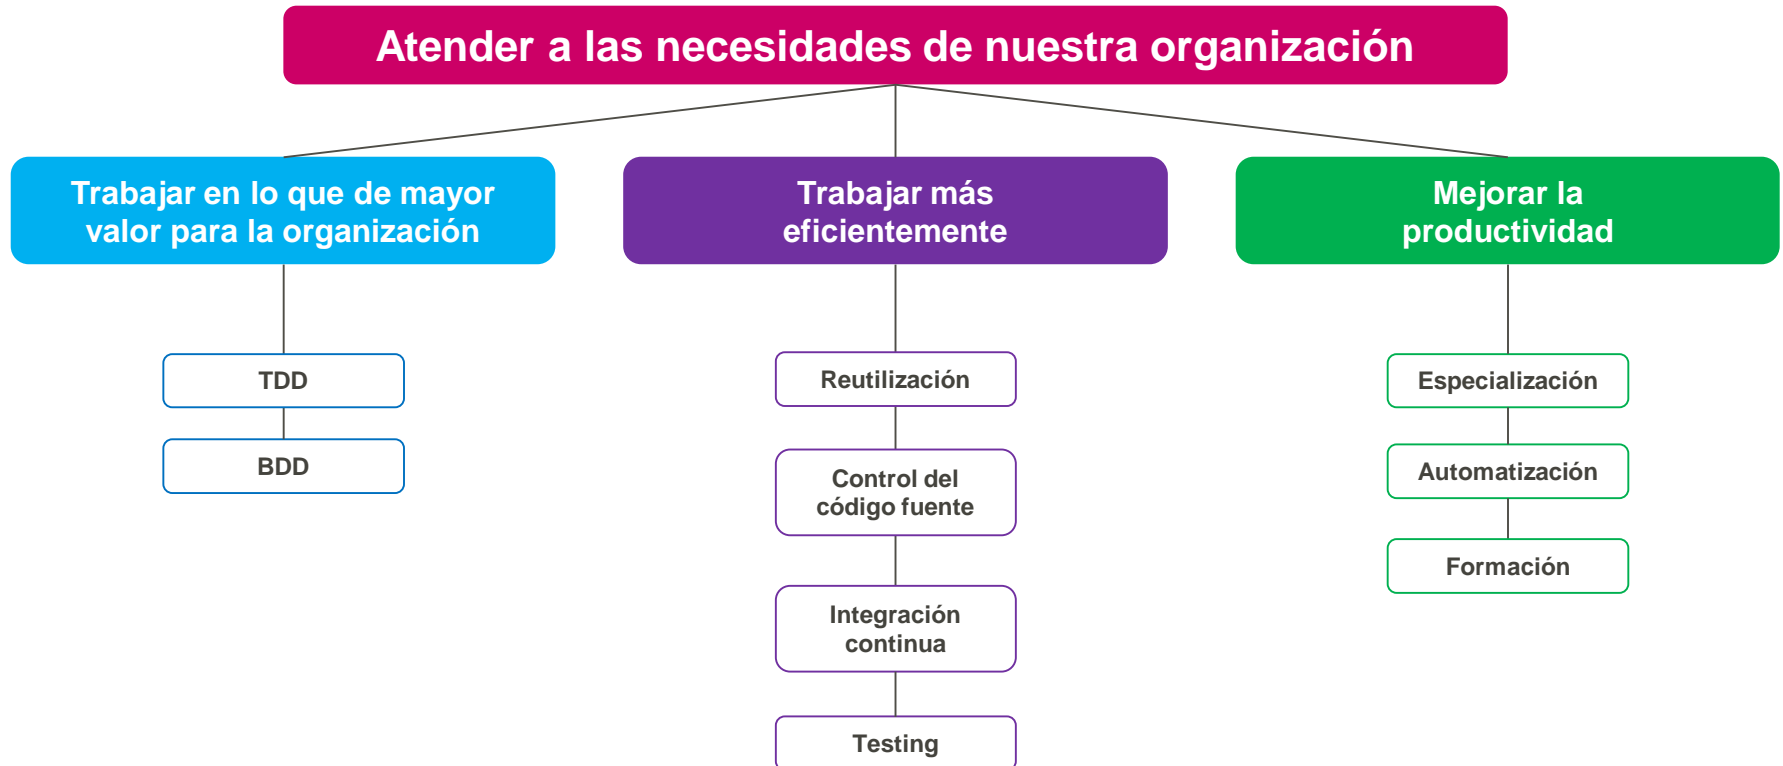 Atender a las necesidades de nuestra organización
Trabajar en lo que de mayor
valor para la organización
TDD
BDD
Trabajar más
eficientemente
Reutilización
Control del
código fuente
Integración
continua
Testing
Mejorar la
productividad
Especialización
Automatización
Formación